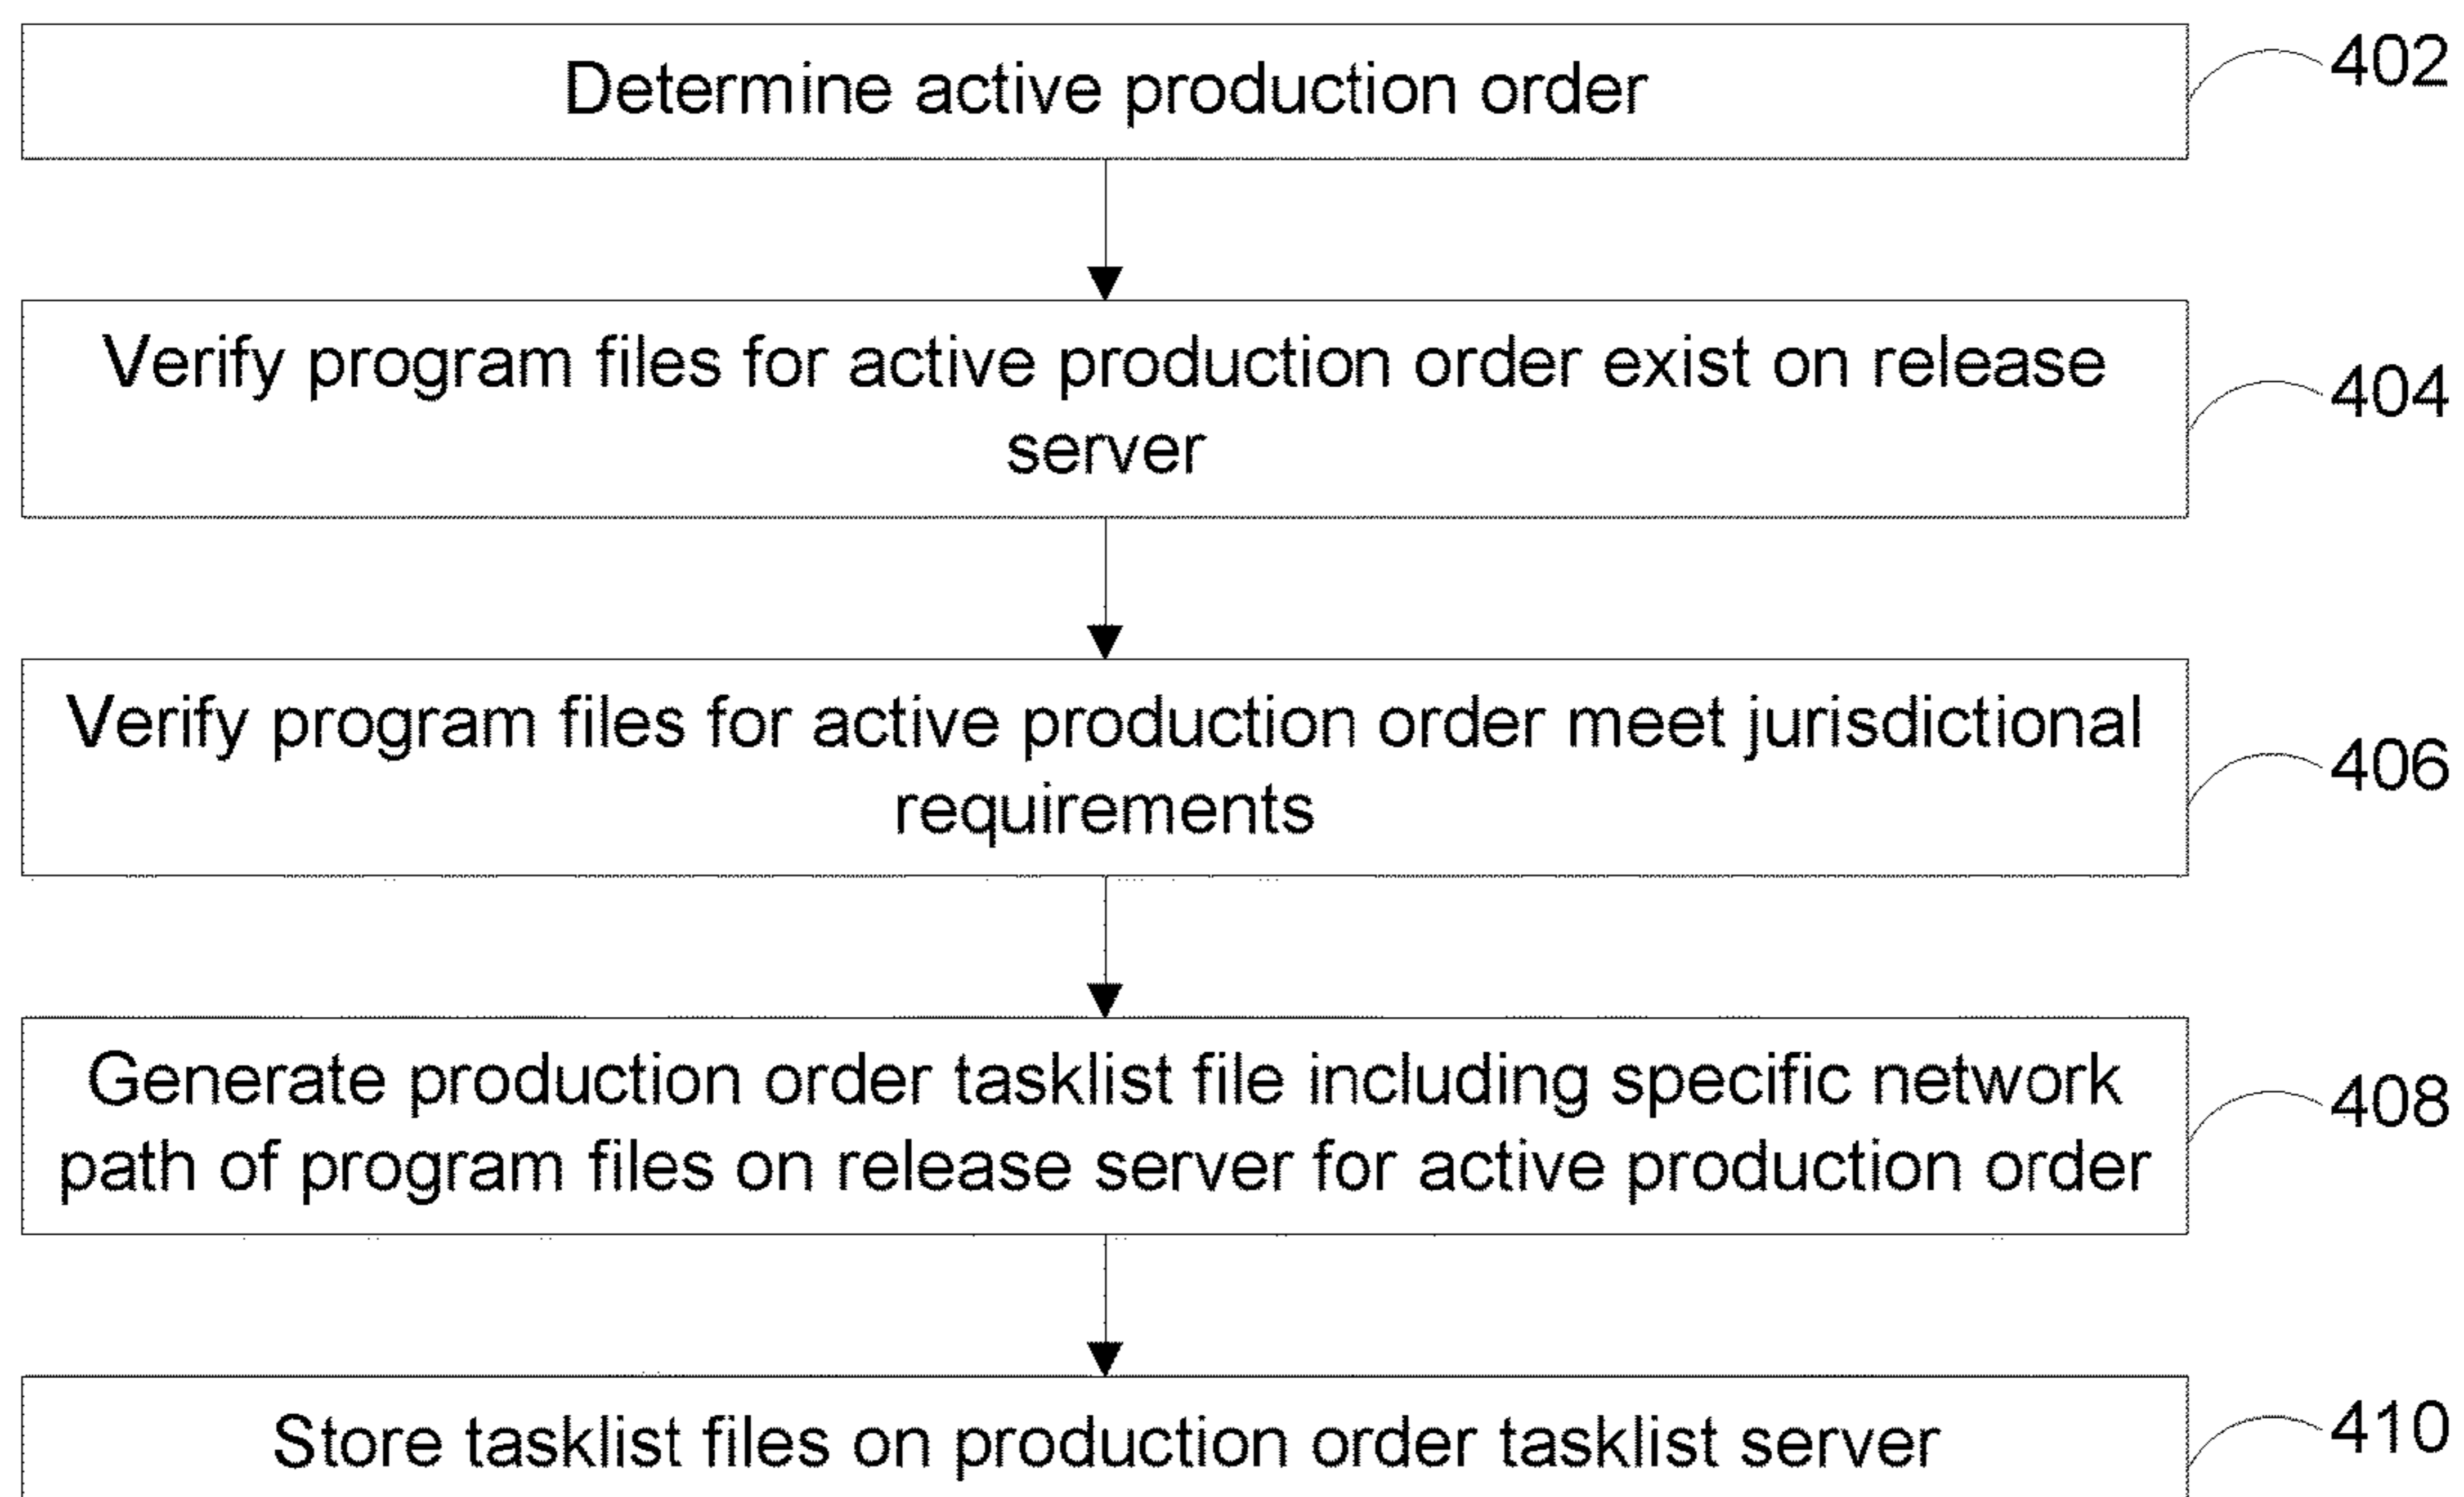 Determine active production order
402
Verify program files for active production order exist on release
server
404
Verify program files for active production order meet jurisdictional
requirements
406
Generate production order tasklist file including specific network
path of program files on release server for active production order
408
Store tasklist files on production order tasklist server
410